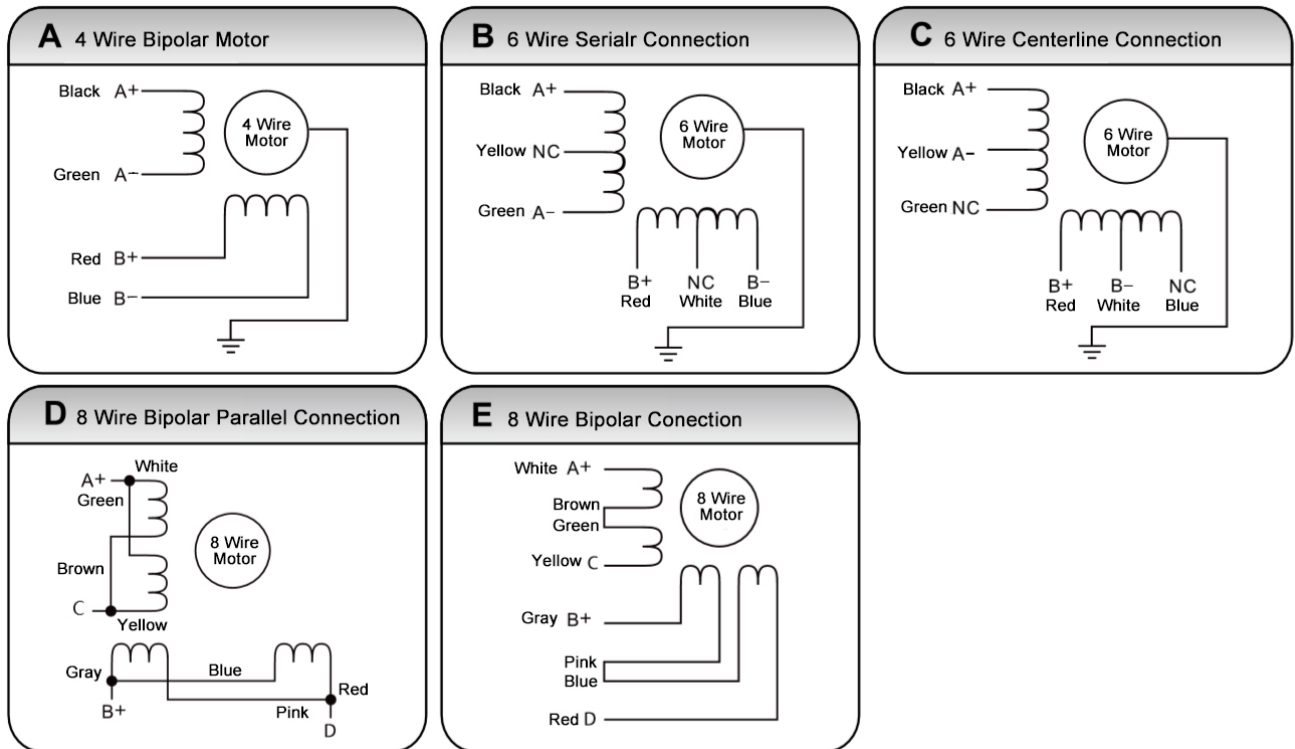 A 4 Wire Bipolar Motor
Black A+
4 Wire
Motor
Green A-
Red B+
Blue B-
B 6 Wire Serialr Connection
Black A+
6 Wire
Motor
Yellow NC
Green A-
B+ NC B-
Red White Blue
C 6 Wire Centerline Connection
Black A+
6 Wire
Motor
Yellow A-
Green NC
B+ B- NC
Red White Blue
D 8 Wire Bipolar Parallel Connection
White
A+
Green
8 Wire
Motor
Brown
C
Yellow
Gray Blue
Red
B+ Pink
D
E 8 Wire Bipolar Conection
White A+
8 Wire
Motor
Brown
Green
Yellow C
Gray B+
Pink
Blue
Red D